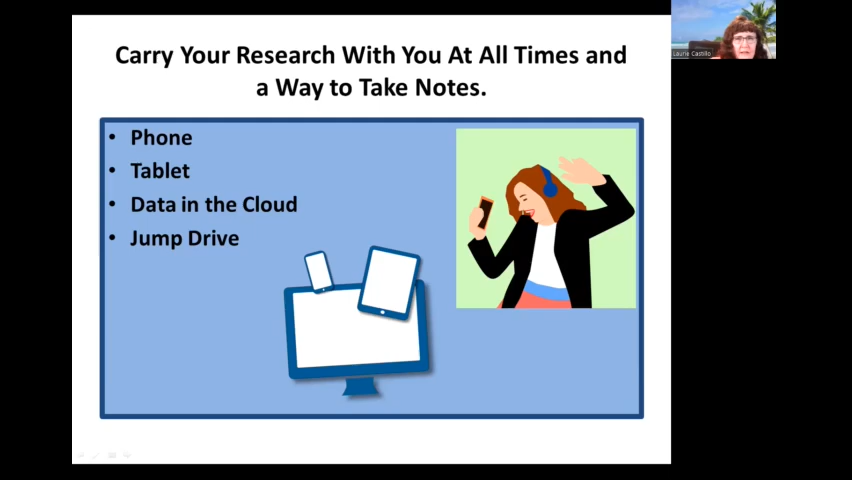 Carry Your Research With You At All Times and
a Way to Take Notes.
• Phone
• Tablet
• Data in the Cloud
• Jump Drive
Laurie Castillo